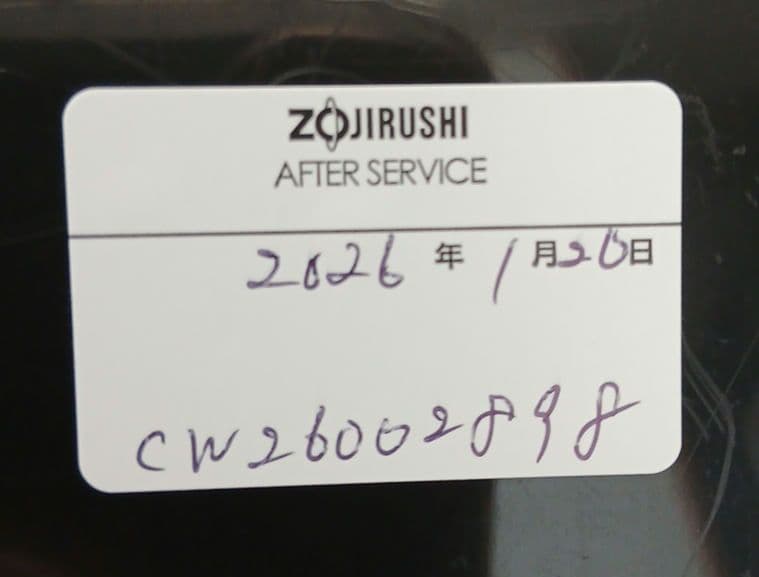 ZOJIRUSHI
AFTER SERVICE
2026年1月20日
CW26002898